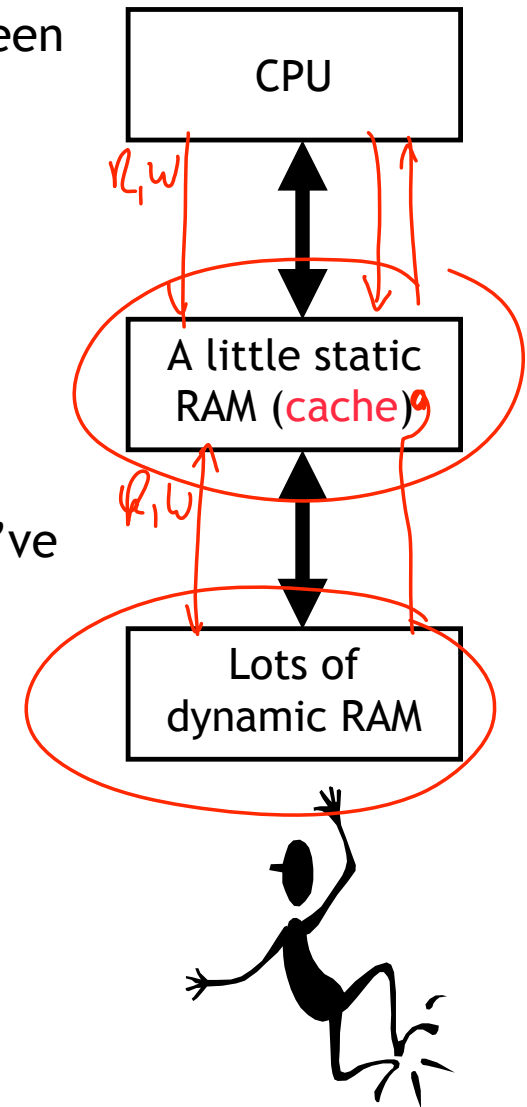 een
CPU
R,W
A little static
RAM (cache)
R,W
've
Lots of
dynamic RAM